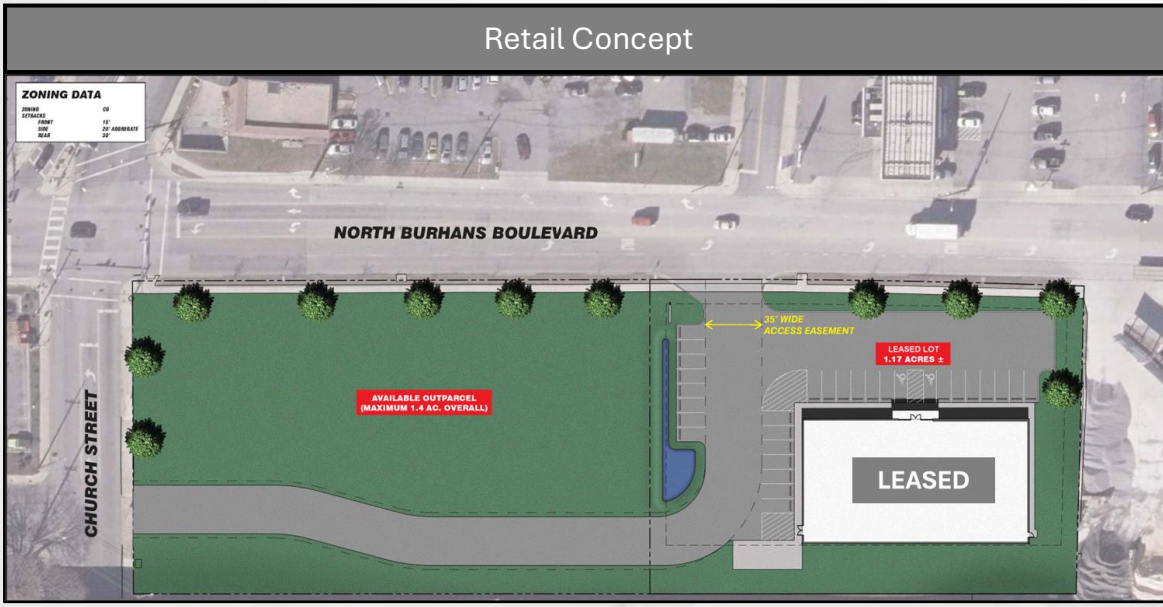 Retail Concept
ZONING DATA
ZONING CG
SETBACKS
FRONT 15'
SIDE 20' AGGREGATE
REAR 30'
NORTH BURHANS BOULEVARD
35' WIDE
ACCESS EASEMENT
LEASED LOT
1.17 ACRES ±
AVAILABLE OUTPARCEL
(MAXIMUM 1.4 AC. OVERALL)
CHURCH STREET
LEASED